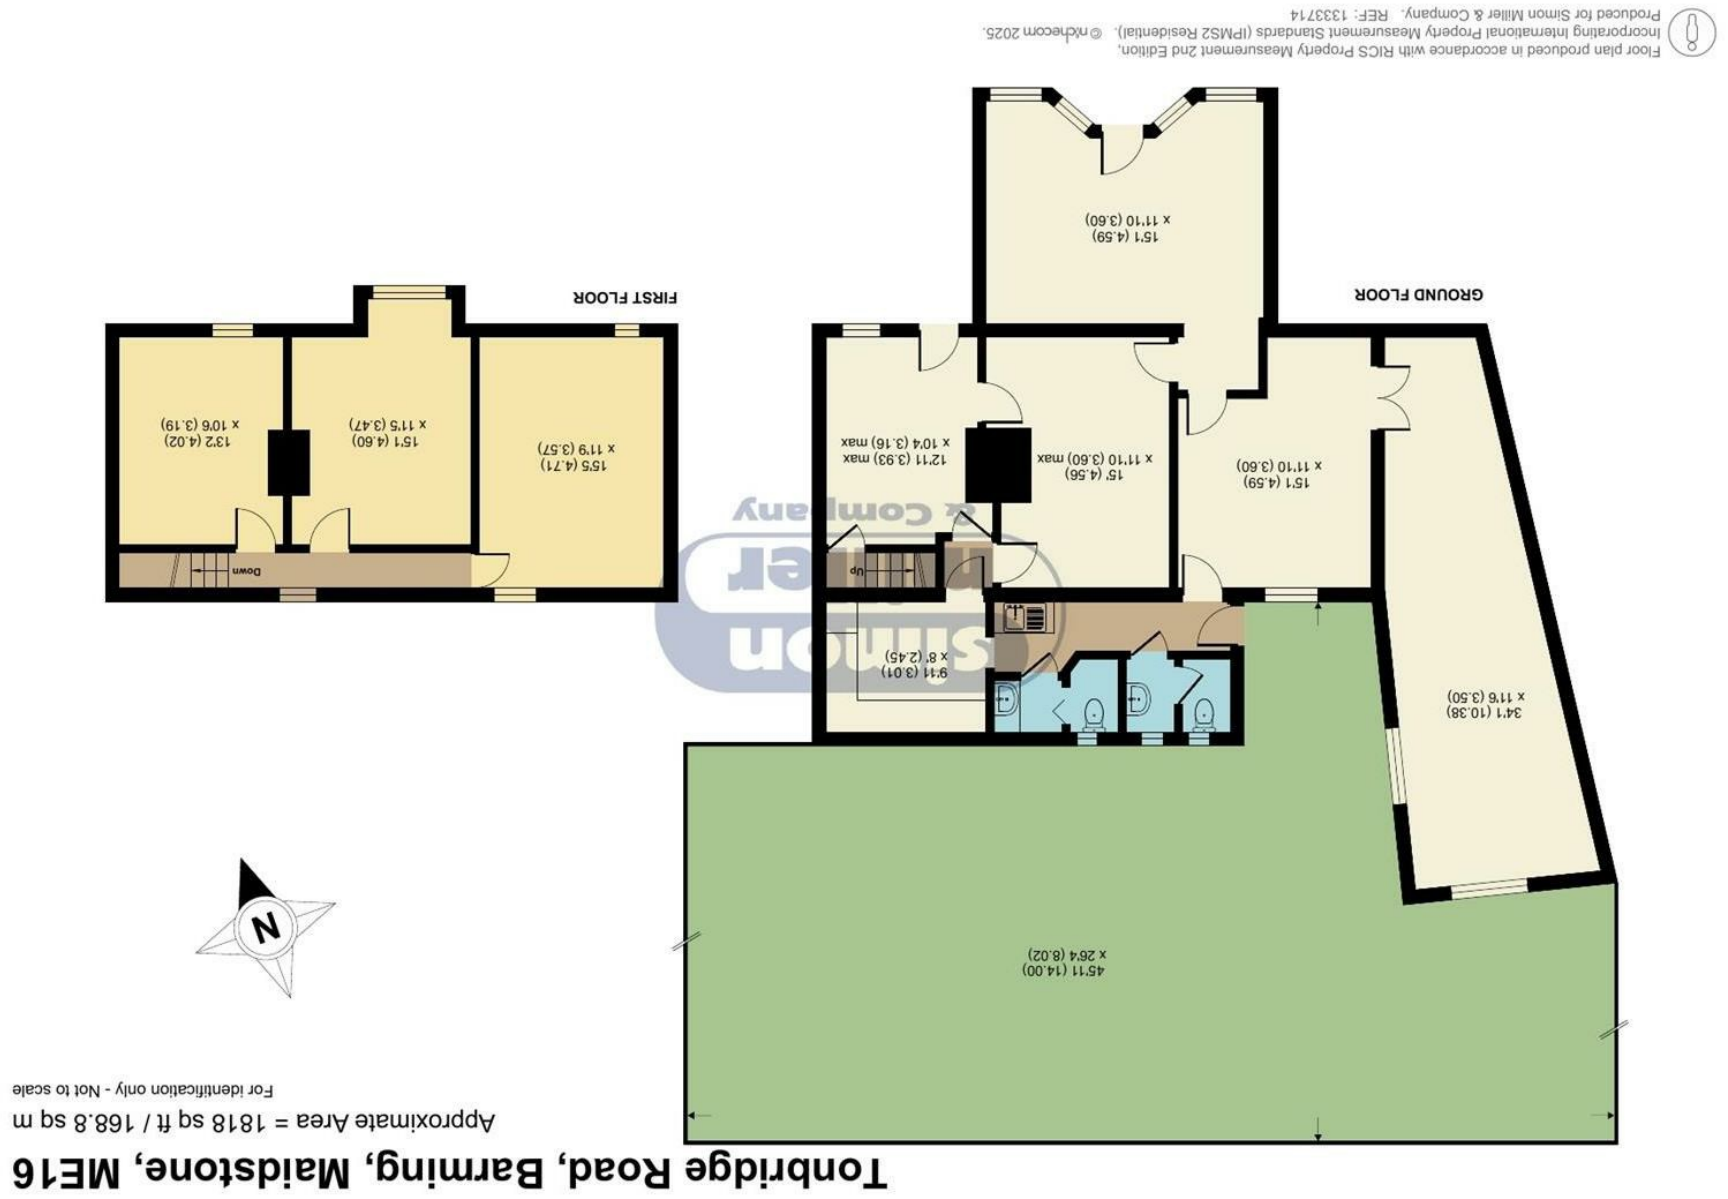 Tonbridge Road, Barming, Maidstone, ME16
Approximate Area = 1818 sq ft / 168.8 sq m
For identification only - Not to scale
N
45'11 (14.00)
x 26'4 (8.02)
34'1 (10.38)
x 11'6 (3.50)
9'11 (3.01)
x 8' (2.45)
simon
miller
& Company
Up
Down
15'1 (4.59)
x 11'10 (3.60)
15' (4.56)
x 11'10 (3.60) max
12'11 (3.93) max
x 10'4 (3.16) max
15'5 (4.71)
x 11'9 (3.57)
15'1 (4.60)
x 11'5 (3.47)
13'2 (4.02)
x 10'6 (3.19)
GROUND FLOOR
FIRST FLOOR
15'1 (4.59)
x 11'10 (3.60)
Floor plan produced in accordance with RICS Property Measurement 2nd Edition,
Incorporating International Property Measurement Standards (IPMS2 Residential). © nichecom 2025.
Produced for Simon Miller & Company. REF: 1333714